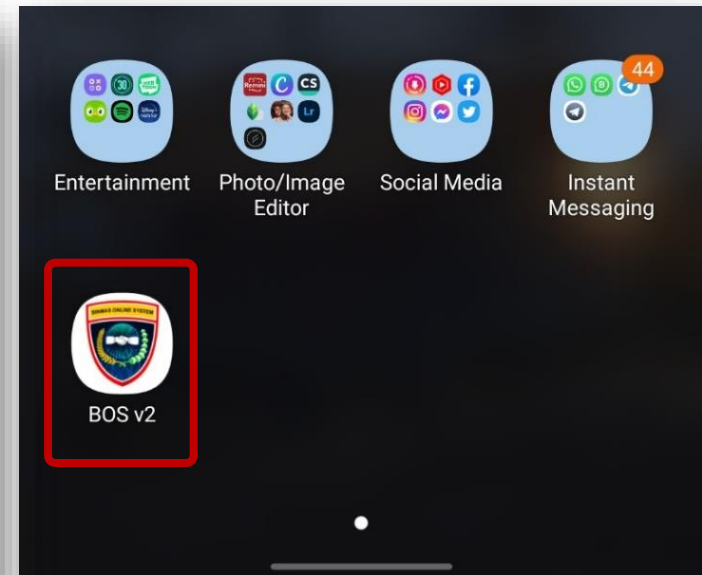 44
Entertainment
Photo/Image
Editor
Social Media
Instant
Messaging
BINMAS ONLINE SYSTEM
BOS v2